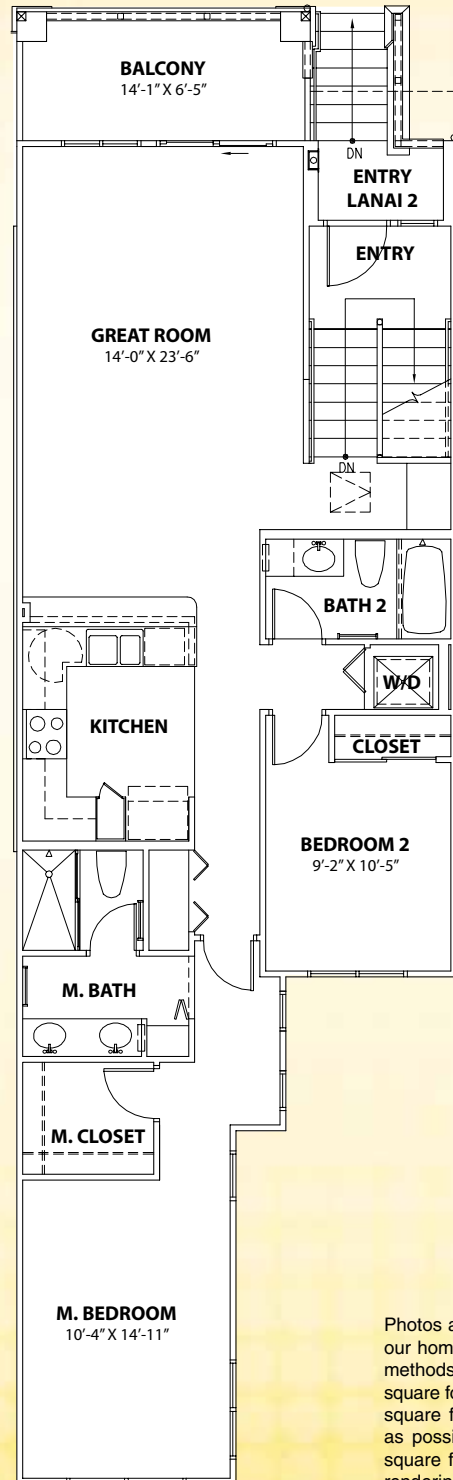 BALCONY
14’-1” X 6’-5”
DN
ENTRY
LANAI 2
ENTRY
GREAT ROOM
14’-0” X 23’-6”
DN
BATH 2
W/D
KITCHEN
CLOSET
BEDROOM 2
9’-2” X 10’-5”
M. BATH
M. CLOSET
M. BEDROOM
10’-4” X 14’-11”
Photos a
our hom
methods
square fo
square f
as possi
square f